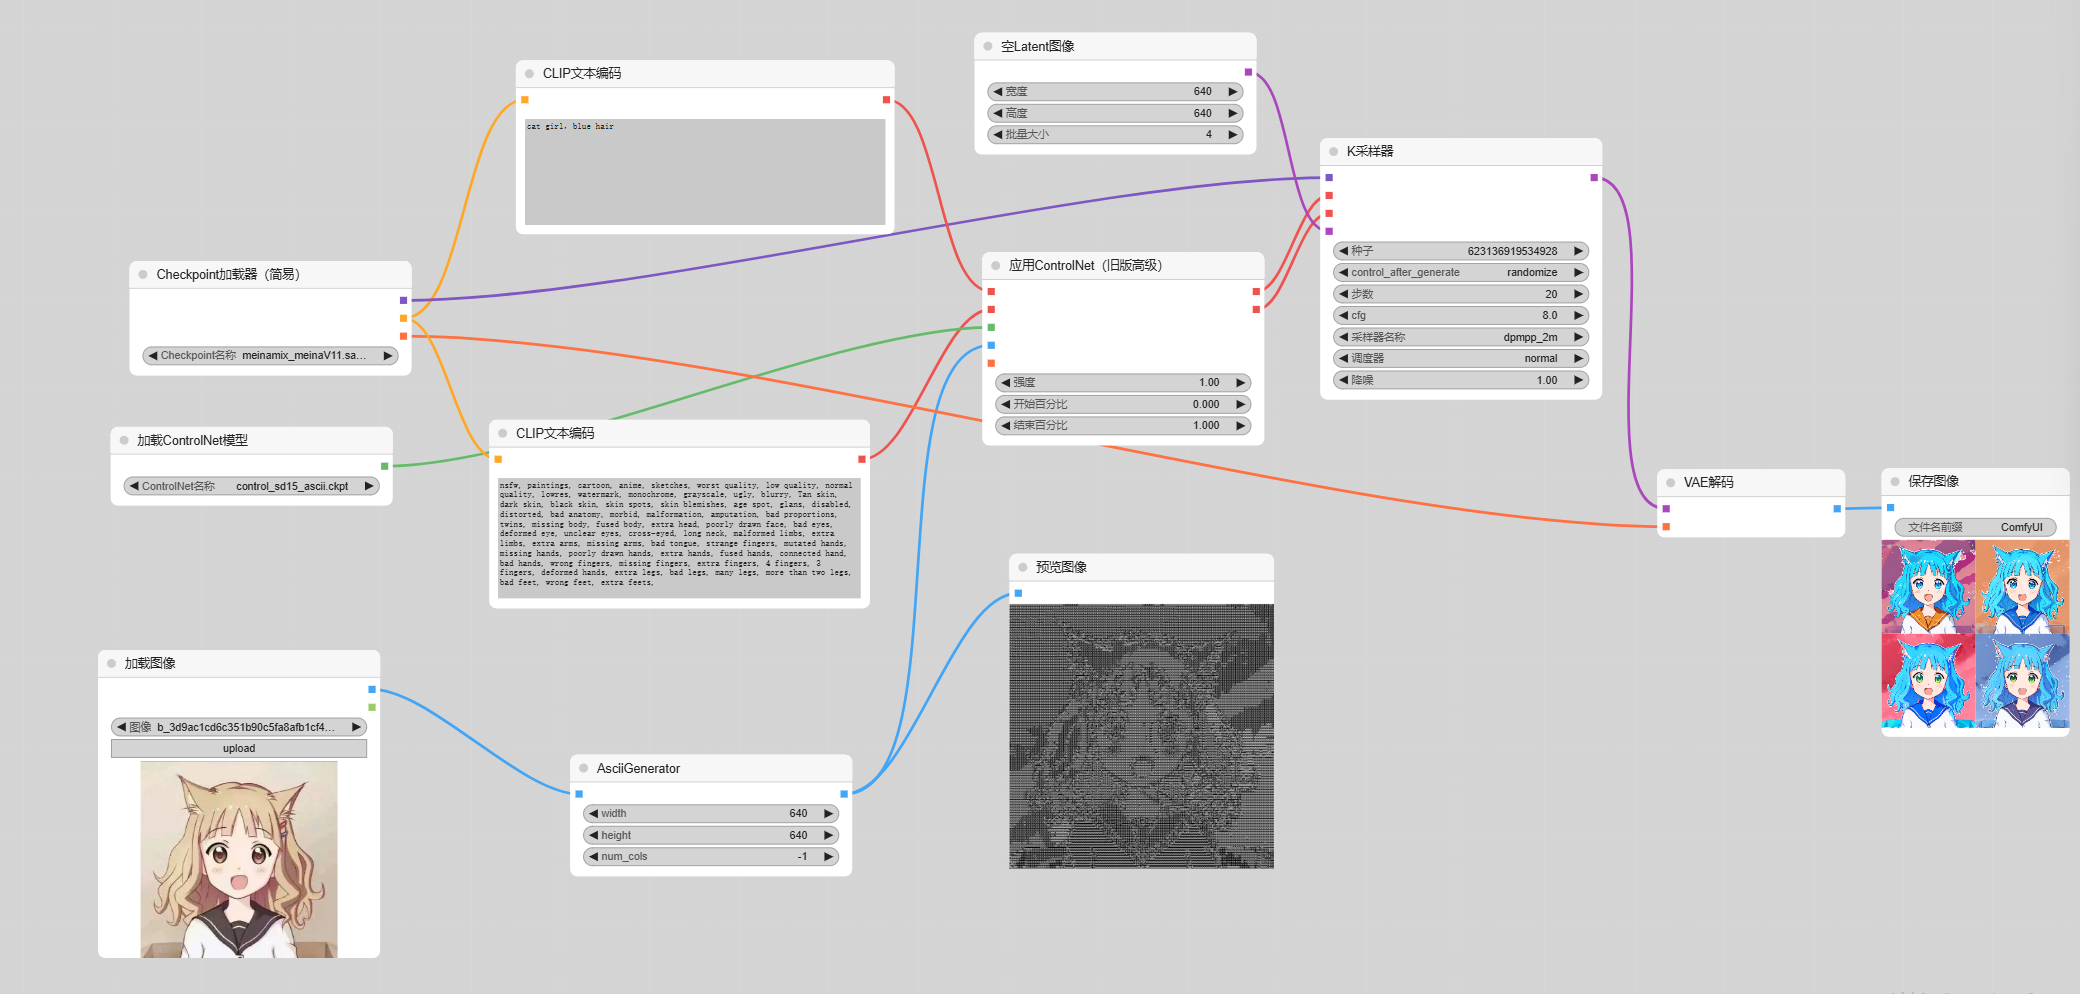 空Latent图像
宽度 640
高度 640
批量大小 4
CLIP文本编码
cat girl, blue hair
K采样器
种子 623136919534928
control_after_generate randomize
步数 20
cfg 8.0
采样器名称 dpmpp_2m
调度器 normal
降噪 1.00
Checkpoint加载器（简易）
Checkpoint名称 meinamix_meinaV11.sa...
应用ControlNet（旧版高级）
强度 1.00
开始百分比 0.000
结束百分比 1.000
加载ControlNet模型
ControlNet名称 control_sd15_ascii.ckpt
CLIP文本编码
nsfw, paintings, cartoon, anime, sketches, worst quality, low quality, normal
quality, lowres, watermark, monochrome, grayscale, ugly, blurry, Tan skin,
dark skin, black skin, skin spots, skin blemishes, age spot, glans, disabled,
distorted, bad anatomy, morbid, malformation, amputation, bad proportions,
twins, missing body, fused body, extra head, poorly drawn face, bad eyes,
deformed eye, unclear eyes, cross-eyed, long neck, malformed limbs, extra
limbs, extra arms, missing arms, bad tongue, strange fingers, mutated hands,
missing hands, poorly drawn hands, extra hands, fused hands, connected hand,
bad hands, wrong fingers, missing fingers, extra fingers, 4 fingers, 3
fingers, deformed hands, extra legs, bad legs, many legs, more than two legs,
bad feet, wrong feet, extra feets,
VAE解码
保存图像
文件名前缀 ComfyUI
预览图像
加载图像
图像 b_3d9ac1cd6c351b90c5fa8afb1cf4...
upload
AsciiGenerator
width 640
height 640
num_cols -1